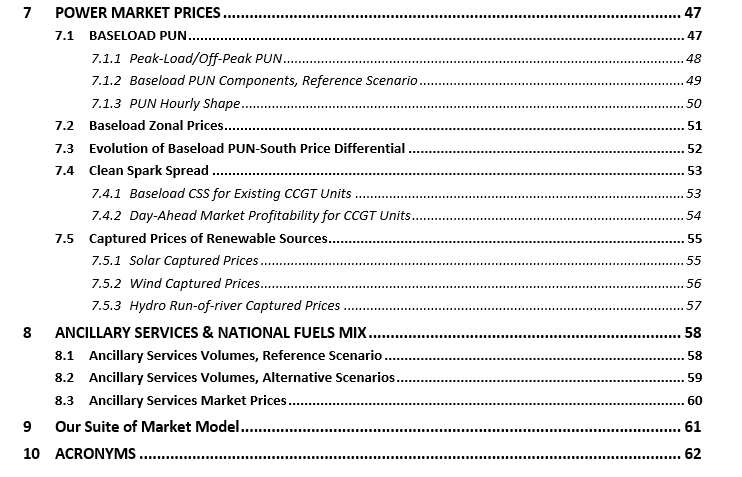 7 POWER MARKET PRICES 47
7.1 BASELOAD PUN 47
7.1.1 Peak-Load/Off-Peak PUN 48
7.1.2 Baseload PUN Components, Reference Scenario 49
7.1.3 PUN Hourly Shape 50
7.2 Baseload Zonal Prices 51
7.3 Evolution of Baseload PUN-South Price Differential 52
7.4 Clean Spark Spread 53
7.4.1 Baseload CSS for Existing CCGT Units 53
7.4.2 Day-Ahead Market Profitability for CCGT Units 54
7.5 Captured Prices of Renewable Sources 55
7.5.1 Solar Captured Prices 55
7.5.2 Wind Captured Prices 56
7.5.3 Hydro Run-of-river Captured Prices 57
8 ANCILLARY SERVICES & NATIONAL FUELS MIX 58
8.1 Ancillary Services Volumes, Reference Scenario 58
8.2 Ancillary Services Volumes, Alternative Scenarios 59
8.3 Ancillary Services Market Prices 60
9 Our Suite of Market Model 61
10 ACRONYMS 62